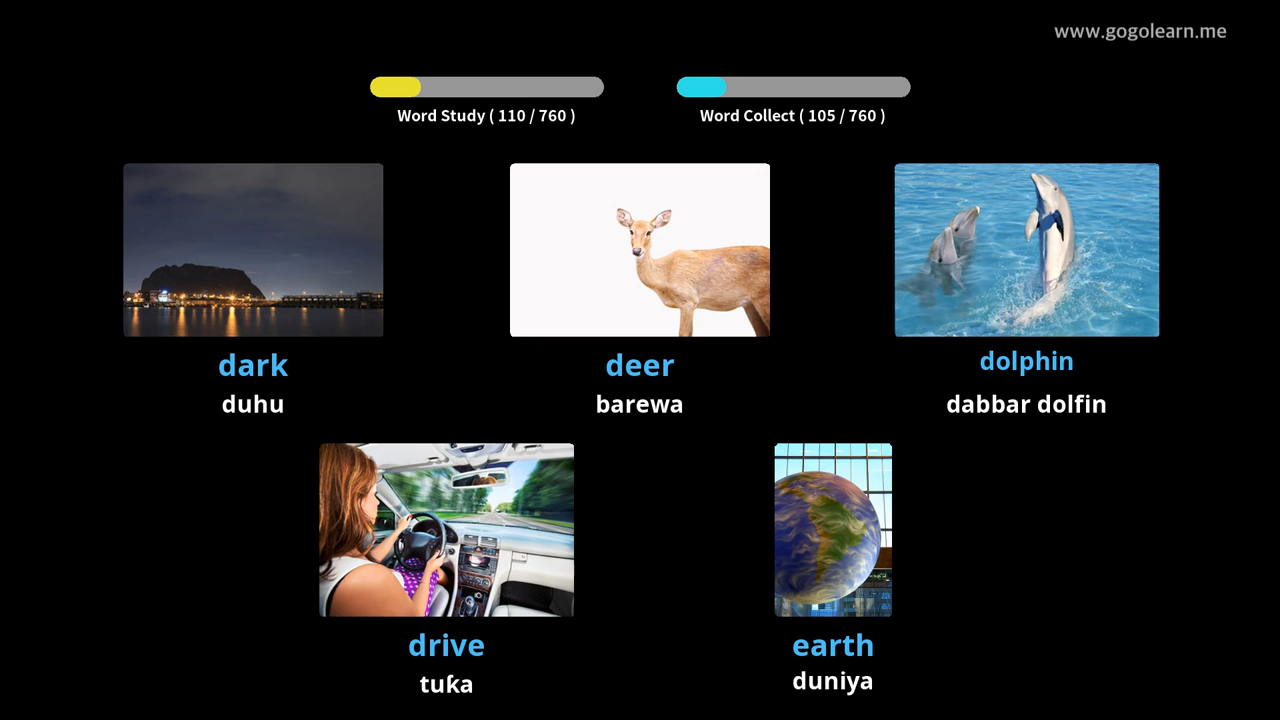 www.gogolearn.me
Word Study ( 110 / 760 )
Word Collect ( 105 / 760 )
dark
duhu
deer
barewa
dolphin
dabbar dolfin
drive
tuƙa
earth
duniya